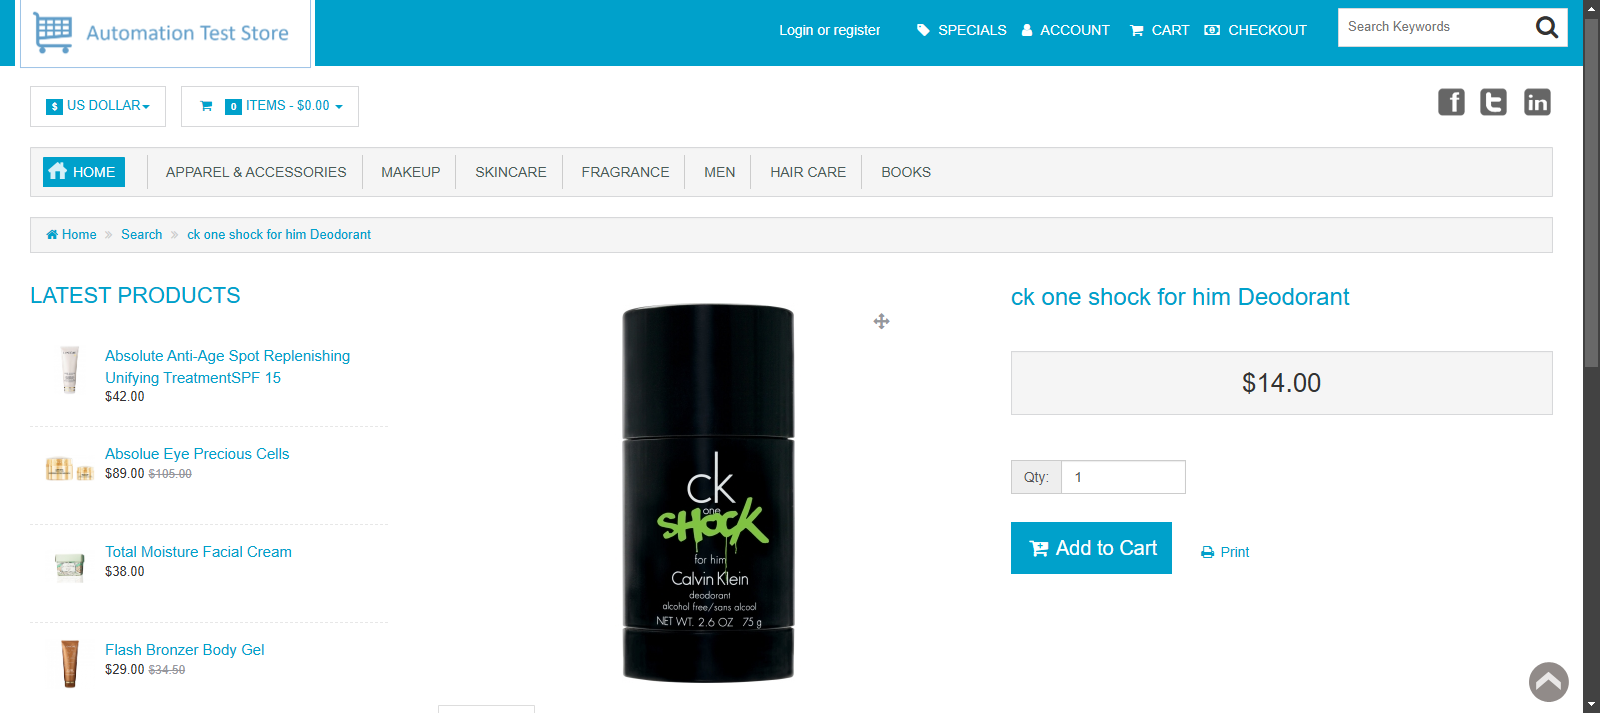 Automation Test Store
Login or register
SPECIALS
ACCOUNT
CART
CHECKOUT
Search Keywords
$ US DOLLAR
0 ITEMS - $0.00
f
t
in
HOME
APPAREL & ACCESSORIES
MAKEUP
SKINCARE
FRAGRANCE
MEN
HAIR CARE
BOOKS
Home » Search » ck one shock for him Deodorant
LATEST PRODUCTS
Absolute Anti-Age Spot Replenishing
Unifying TreatmentSPF 15
$42.00
Absolue Eye Precious Cells
$89.00 $105.00
Total Moisture Facial Cream
$38.00
Flash Bronzer Body Gel
$29.00 $34.50
ck
one
SHOCK
for him
Calvin Klein
deodorant
alcohol free/sans alcool
NET WT. 2.6 OZ 75 g
ck one shock for him Deodorant
$14.00
Qty: 1
Add to Cart
Print